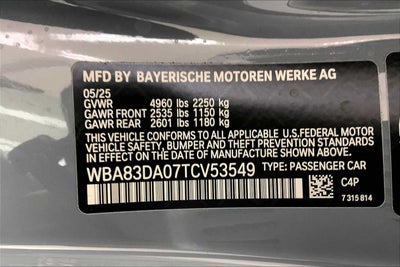 MFD BY BAYERISCHE MOTOREN WERKE AG
05/25
GVWR 4960 lbs 2250 kg
GAWR FRONT 2535 lbs 1150 kg
GAWR REAR 2601 lbs 1180 kg
THIS VEHICLE CONFORMS TO ALL APPLICABLE U.S.FEDERAL MOTOR
VEHICLE SAFETY, BUMPER AND THEFT PREVENTION STANDARDS
IN EFFECT ON THE DATE OF MANUFACTURE SHOWN ABOVE.
WBA83DA07TCV53549 TYPE: PASSENGER CAR
C4P
7 315 814